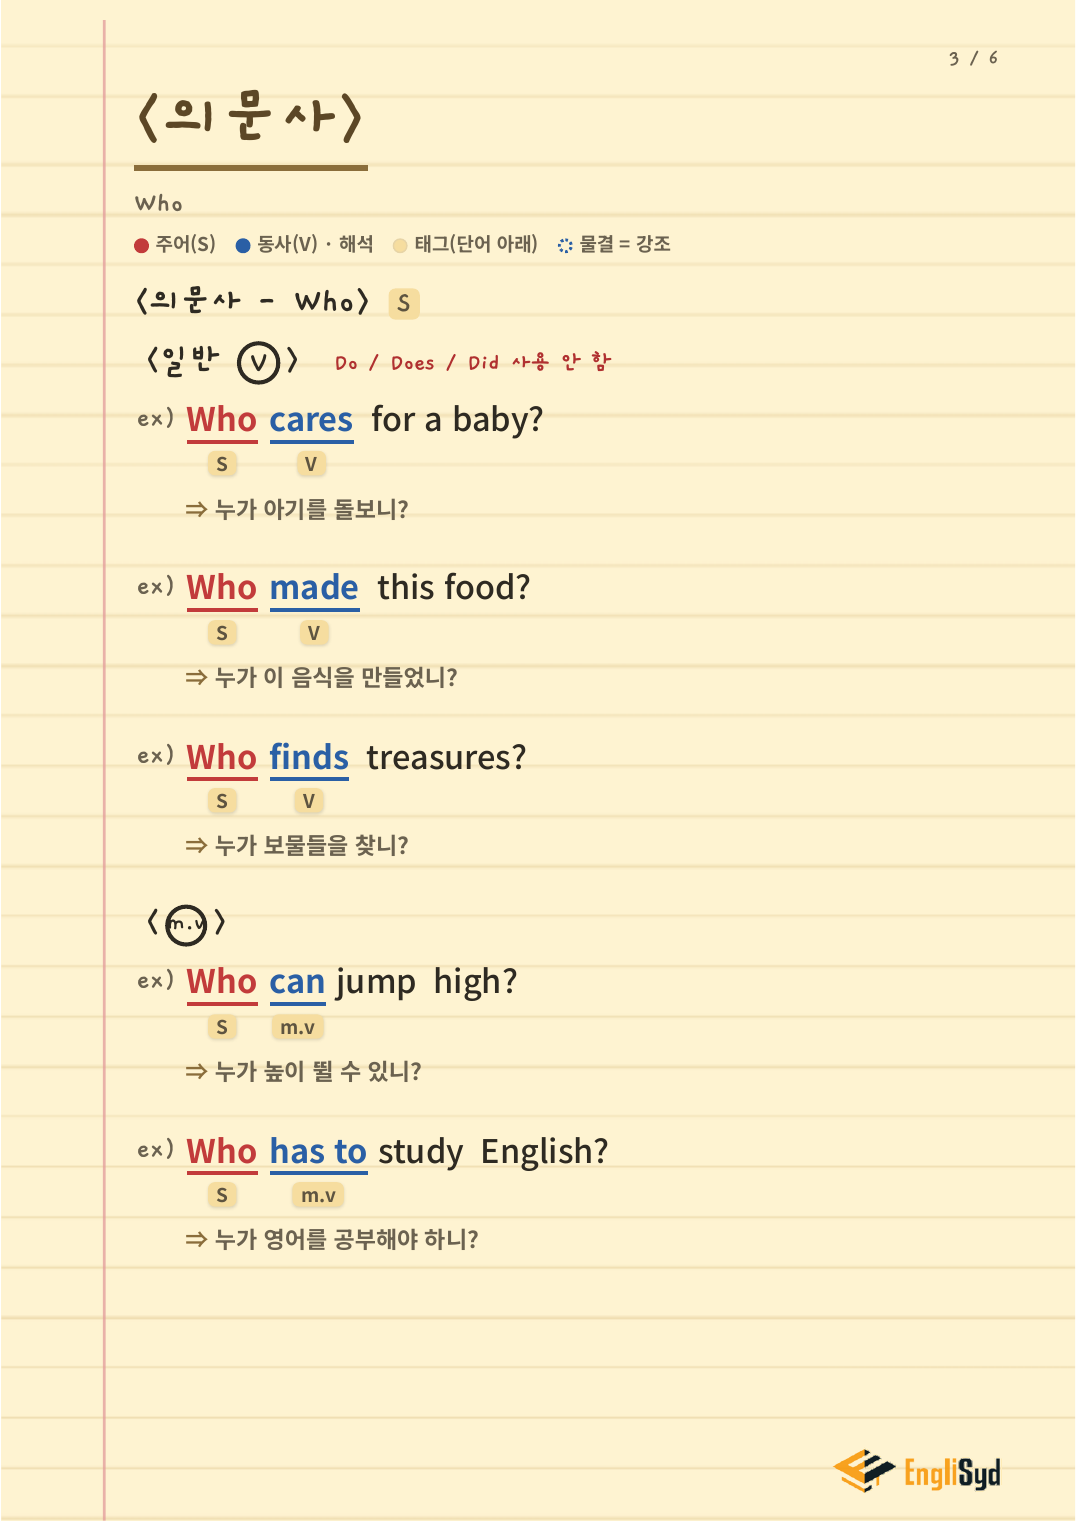 3 / 6
<의문사>
Who
주어(S) 동사(V) · 해석 태그(단어 아래) 물결 = 강조
<의문사 - Who> S
<일반 V> Do / Does / Did 사용 안 함
ex) Who cares for a baby?
S V
⇒ 누가 아기를 돌보니?
ex) Who made this food?
S V
⇒ 누가 이 음식을 만들었니?
ex) Who finds treasures?
S V
⇒ 누가 보물들을 찾니?
<m.v>
ex) Who can jump high?
S m.v
⇒ 누가 높이 뛸 수 있니?
ex) Who has to study English?
S m.v
⇒ 누가 영어를 공부해야 하니?
EngliSyd